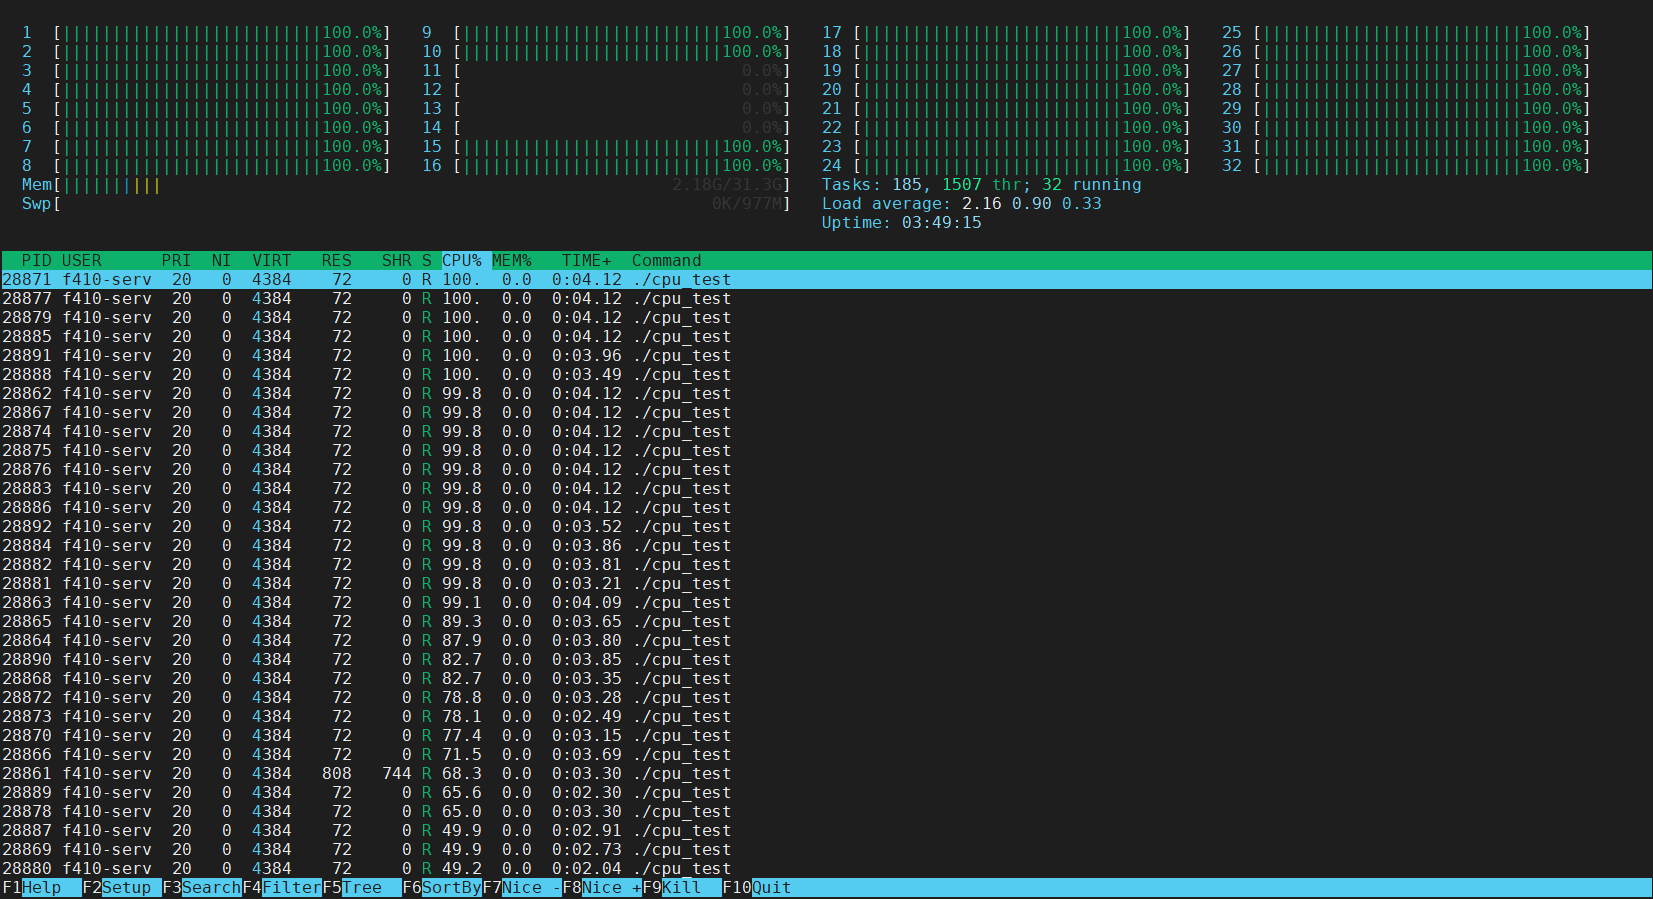 1 [||||||||||||||||||||||||||100.0%] 9 [||||||||||||||||||||||||||100.0%] 17 [||||||||||||||||||||||||||100.0%] 25 [||||||||||||||||||||||||||100.0%]
2 [||||||||||||||||||||||||||100.0%] 10 [||||||||||||||||||||||||||100.0%] 18 [||||||||||||||||||||||||||100.0%] 26 [||||||||||||||||||||||||||100.0%]
3 [||||||||||||||||||||||||||100.0%] 11 [ 0.0%] 19 [||||||||||||||||||||||||||100.0%] 27 [||||||||||||||||||||||||||100.0%]
4 [||||||||||||||||||||||||||100.0%] 12 [ 0.0%] 20 [||||||||||||||||||||||||||100.0%] 28 [||||||||||||||||||||||||||100.0%]
5 [||||||||||||||||||||||||||100.0%] 13 [ 0.0%] 21 [||||||||||||||||||||||||||100.0%] 29 [||||||||||||||||||||||||||100.0%]
6 [||||||||||||||||||||||||||100.0%] 14 [ 0.0%] 22 [||||||||||||||||||||||||||100.0%] 30 [||||||||||||||||||||||||||100.0%]
7 [||||||||||||||||||||||||||100.0%] 15 [||||||||||||||||||||||||||100.0%] 23 [||||||||||||||||||||||||||100.0%] 31 [||||||||||||||||||||||||||100.0%]
8 [||||||||||||||||||||||||||100.0%] 16 [||||||||||||||||||||||||||100.0%] 24 [||||||||||||||||||||||||||100.0%] 32 [||||||||||||||||||||||||||100.0%]
Mem[|||||||||| 2.18G/31.3G] Tasks: 185, 1507 thr; 32 running
Swp[ 0K/977M] Load average: 2.16 0.90 0.33
Uptime: 03:49:15
PID USER PRI NI VIRT RES SHR S CPU% MEM% TIME+ Command
28871 f410-serv 20 0 4384 72 0 R 100. 0.0 0:04.12 ./cpu_test
28877 f410-serv 20 0 4384 72 0 R 100. 0.0 0:04.12 ./cpu_test
28879 f410-serv 20 0 4384 72 0 R 100. 0.0 0:04.12 ./cpu_test
28885 f410-serv 20 0 4384 72 0 R 100. 0.0 0:04.12 ./cpu_test
28891 f410-serv 20 0 4384 72 0 R 100. 0.0 0:03.96 ./cpu_test
28888 f410-serv 20 0 4384 72 0 R 100. 0.0 0:03.49 ./cpu_test
28862 f410-serv 20 0 4384 72 0 R 99.8 0.0 0:04.12 ./cpu_test
28867 f410-serv 20 0 4384 72 0 R 99.8 0.0 0:04.12 ./cpu_test
28874 f410-serv 20 0 4384 72 0 R 99.8 0.0 0:04.12 ./cpu_test
28875 f410-serv 20 0 4384 72 0 R 99.8 0.0 0:04.12 ./cpu_test
28876 f410-serv 20 0 4384 72 0 R 99.8 0.0 0:04.12 ./cpu_test
28883 f410-serv 20 0 4384 72 0 R 99.8 0.0 0:04.12 ./cpu_test
28886 f410-serv 20 0 4384 72 0 R 99.8 0.0 0:04.12 ./cpu_test
28892 f410-serv 20 0 4384 72 0 R 99.8 0.0 0:03.52 ./cpu_test
28884 f410-serv 20 0 4384 72 0 R 99.8 0.0 0:03.86 ./cpu_test
28882 f410-serv 20 0 4384 72 0 R 99.8 0.0 0:03.81 ./cpu_test
28881 f410-serv 20 0 4384 72 0 R 99.8 0.0 0:03.21 ./cpu_test
28863 f410-serv 20 0 4384 72 0 R 99.1 0.0 0:04.09 ./cpu_test
28865 f410-serv 20 0 4384 72 0 R 89.3 0.0 0:03.65 ./cpu_test
28864 f410-serv 20 0 4384 72 0 R 87.9 0.0 0:03.80 ./cpu_test
28890 f410-serv 20 0 4384 72 0 R 82.7 0.0 0:03.85 ./cpu_test
28868 f410-serv 20 0 4384 72 0 R 82.7 0.0 0:03.35 ./cpu_test
28872 f410-serv 20 0 4384 72 0 R 78.8 0.0 0:03.28 ./cpu_test
28873 f410-serv 20 0 4384 72 0 R 78.1 0.0 0:02.49 ./cpu_test
28870 f410-serv 20 0 4384 72 0 R 77.4 0.0 0:03.15 ./cpu_test
28866 f410-serv 20 0 4384 72 0 R 71.5 0.0 0:03.69 ./cpu_test
28861 f410-serv 20 0 4384 808 744 R 68.3 0.0 0:03.30 ./cpu_test
28889 f410-serv 20 0 4384 72 0 R 65.6 0.0 0:02.30 ./cpu_test
28878 f410-serv 20 0 4384 72 0 R 65.0 0.0 0:03.30 ./cpu_test
28887 f410-serv 20 0 4384 72 0 R 49.9 0.0 0:02.91 ./cpu_test
28869 f410-serv 20 0 4384 72 0 R 49.9 0.0 0:02.73 ./cpu_test
28880 f410-serv 20 0 4384 72 0 R 49.2 0.0 0:02.04 ./cpu_test
F1Help F2Setup F3SearchF4FilterF5Tree F6SortByF7Nice -F8Nice +F9Kill F10Quit